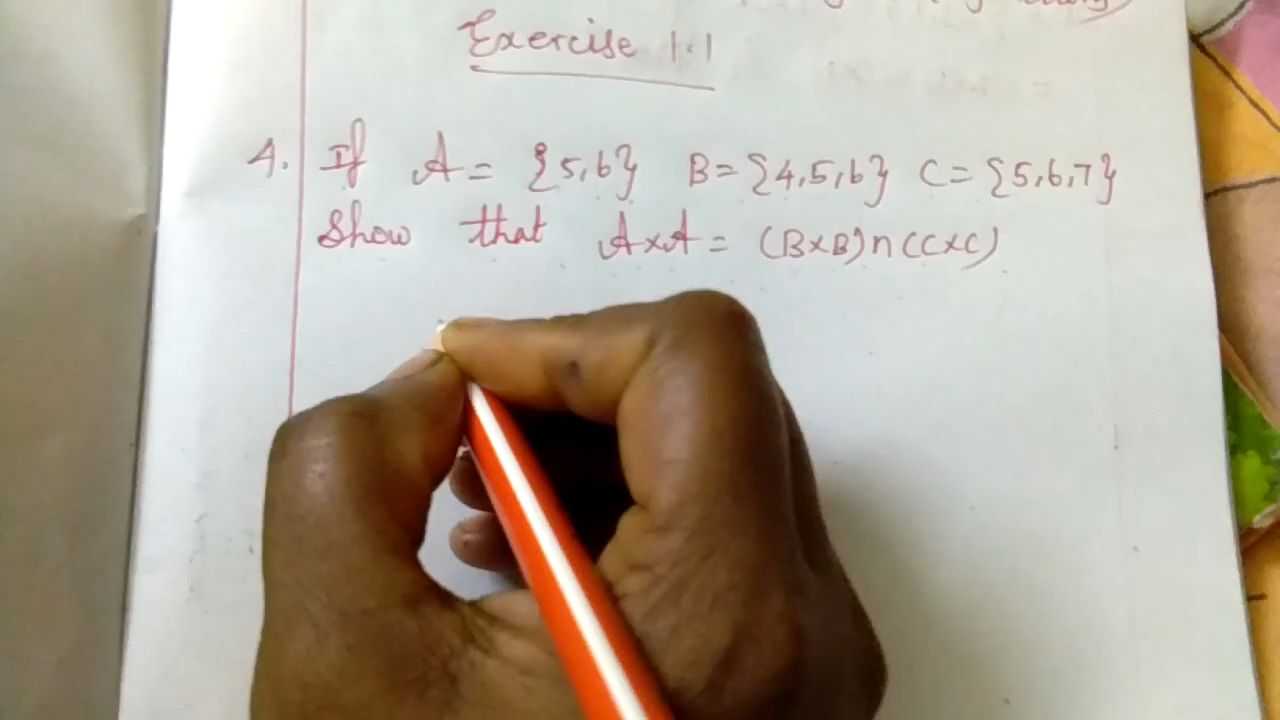 Exercise 1.1
4. If A = {5,6} B = {4,5,6} C = {5,6,7}
Show that A×A = (B×B)∩(C×C)